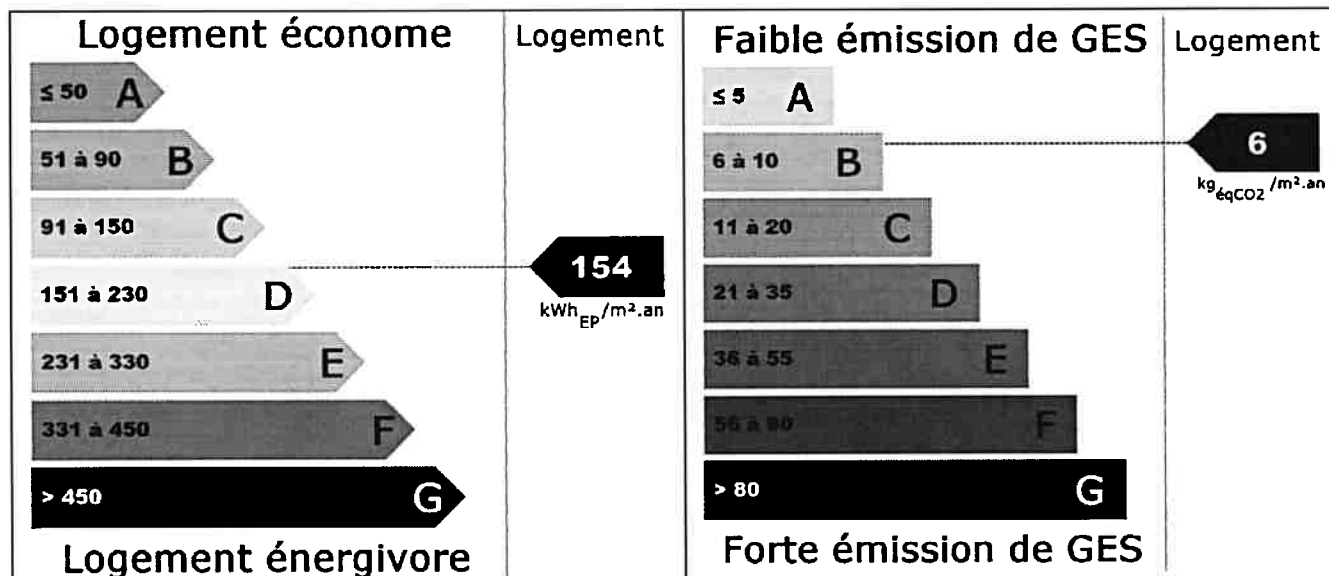 Logement économe
Logement
≤ 50 A
51 à 90 B
91 à 150 C
151 à 230 D
231 à 330 E
331 à 450 F
> 450 G
154
kWhEP/m².an
Logement énergivore
Faible émission de GES
Logement
≤ 5 A
6 à 10 B
11 à 20 C
21 à 35 D
36 à 55 E
56 à 80 F
> 80 G
6
kgéqCO2/m².an
Forte émission de GES